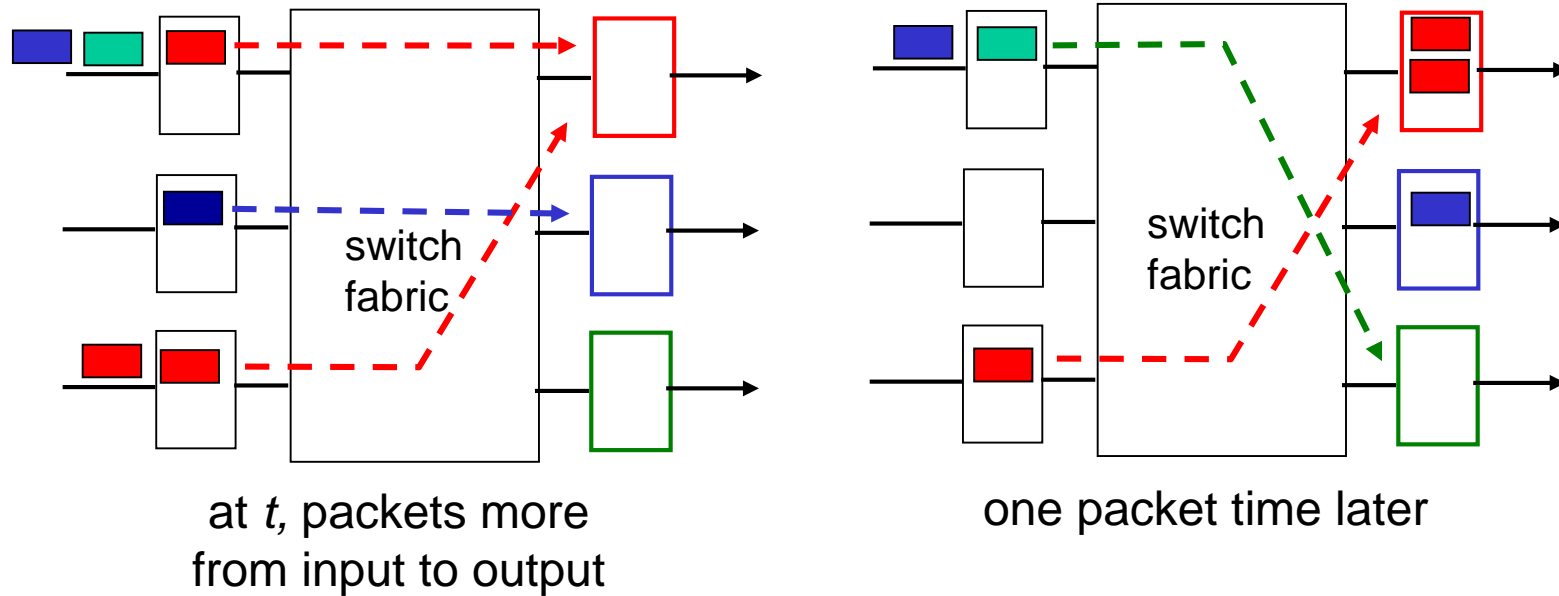 switch
fabric
at t, packets more
from input to output
switch
fabric
one packet time later